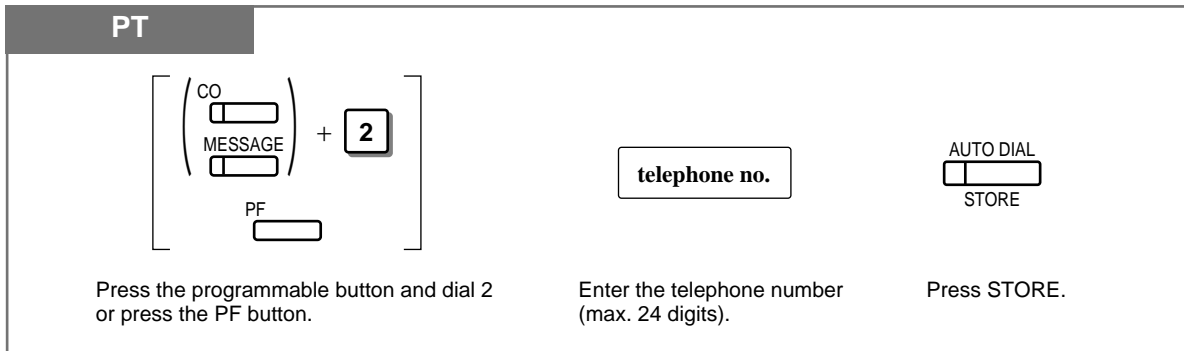 PT
CO
MESSAGE
+ 2
PF
Press the programmable button and dial 2
or press the PF button.
telephone no.
Enter the telephone number
(max. 24 digits).
AUTO DIAL
STORE
Press STORE.